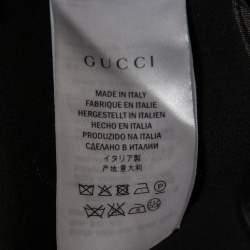 GUCCI
MADE IN ITALY
FABRIQUE EN ITALIE
HERGESTELLT IN ITALIEN
HECHO EN ITALIA
PRODUZIDO NA ITALIA
СДЕЛАНО В ИТАЛИИ
イタリア製
产地:意大利